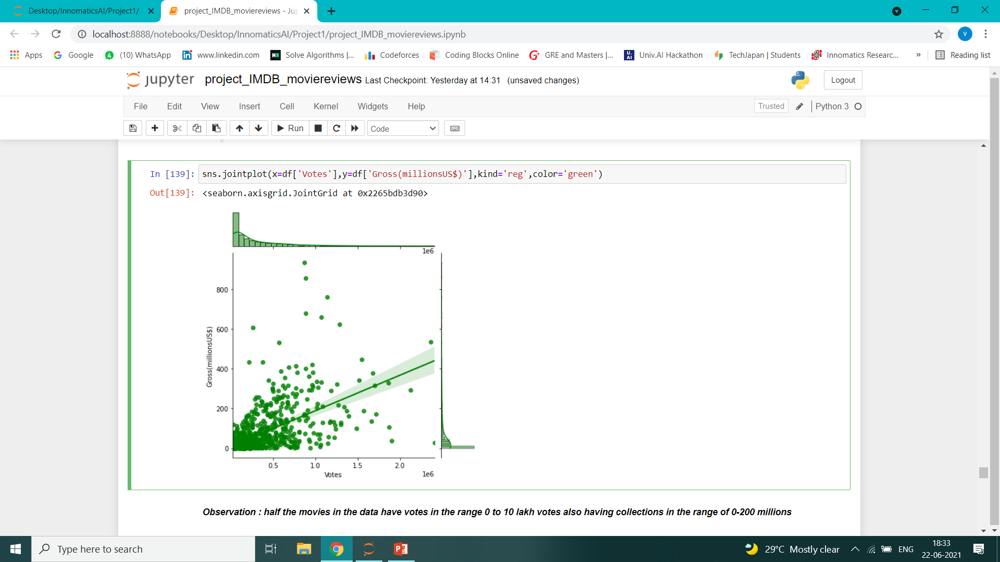 Desktop/InnomaticsAI/Project1/
project_IMDB_moviereviews - Jup
localhost:8888/notebooks/Desktop/InnomaticsAI/Project1/project_IMDB_moviereviews.ipynb
V
Apps Google (10) WhatsApp www.linkedin.com Solve Algorithms |... Codeforces Coding Blocks Online GRE and Masters |... Univ.AI Hackathon TechJapan | Students Innomatics Researc... » Reading list
jupyter project_IMDB_moviereviews Last Checkpoint: Yesterday at 14:31 (unsaved changes)
Logout
File Edit View Insert Cell Kernel Widgets Help
Trusted Python 3
Run Code
In [139]: sns.jointplot(x=df['Votes'],y=df['Gross(millionsUS$)'],kind='reg',color='green')
Out[139]: <seaborn.axisgrid.JointGrid at 0x2265bdb3d90>
1e6
800
600
400
200
0
Gross(millionsUS$)
0.5 1.0 1.5 2.0
Votes
1e6
Observation : half the movies in the data have votes in the range 0 to 10 lakh votes also having collections in the range of 0-200 millions
Type here to search
29°C Mostly clear
ENG
18:33
22-06-2021